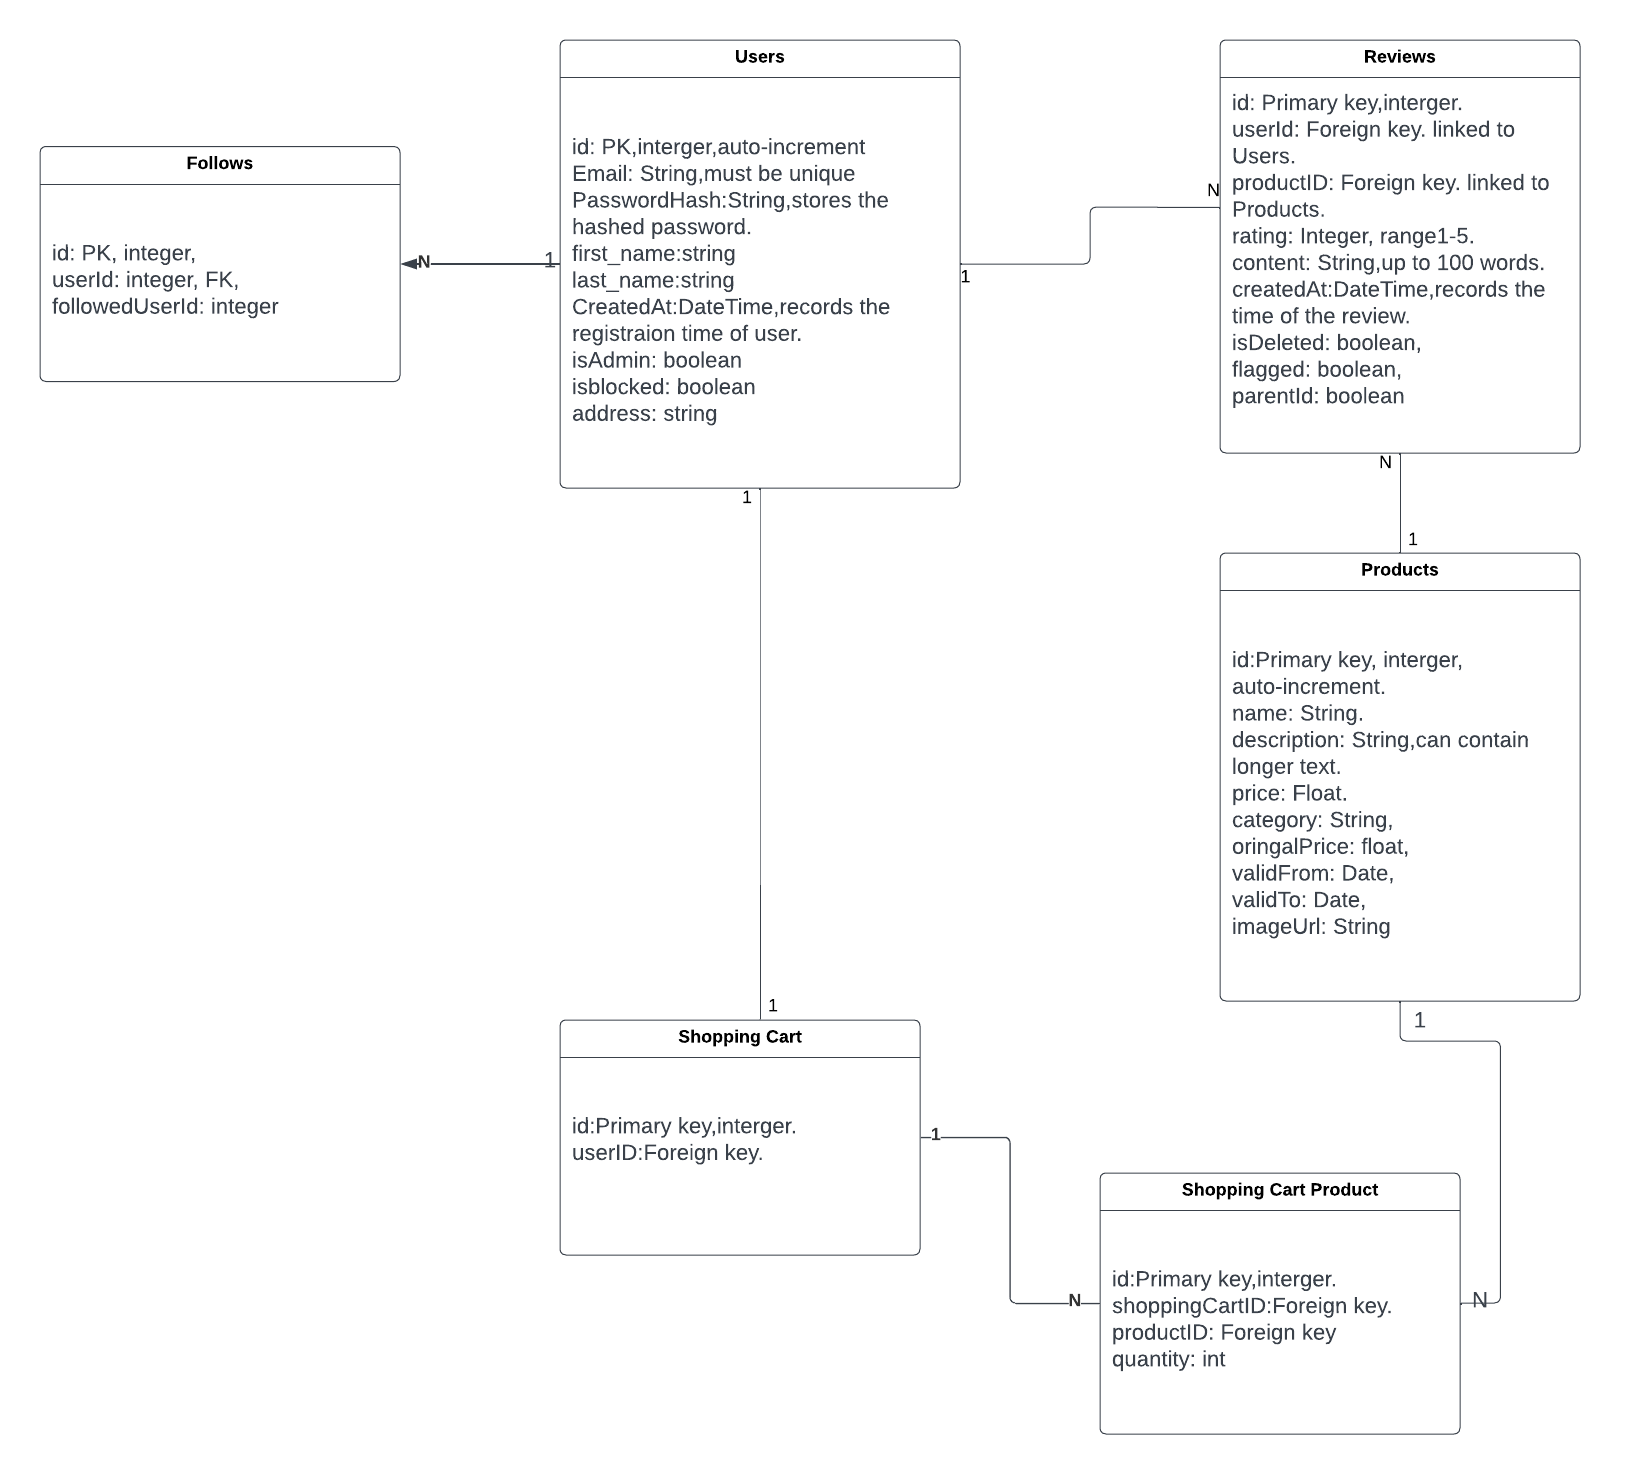 Users
id: PK,interger,auto-increment
Email: String,must be unique
PasswordHash:String,stores the
hashed password.
first_name:string
last_name:string
CreatedAt:DateTime,records the
registraion time of user.
isAdmin: boolean
isblocked: boolean
address: string
Reviews
id: Primary key,interger.
userId: Foreign key. linked to
Users.
productID: Foreign key. linked to
Products.
rating: Integer, range1-5.
content: String,up to 100 words.
createdAt:DateTime,records the
time of the review.
isDeleted: boolean,
flagged: boolean,
parentId: boolean
Follows
id: PK, integer,
userId: integer, FK,
followedUserId: integer
N
1
1
N
N
1
Products
id:Primary key, interger,
auto-increment.
name: String.
description: String,can contain
longer text.
price: Float.
category: String,
oringalPrice: float,
validFrom: Date,
validTo: Date,
imageUrl: String
1
1
Shopping Cart
id:Primary key,interger.
userID:Foreign key.
1
N
1
N
Shopping Cart Product
id:Primary key,interger.
shoppingCartID:Foreign key.
productID: Foreign key
quantity: int